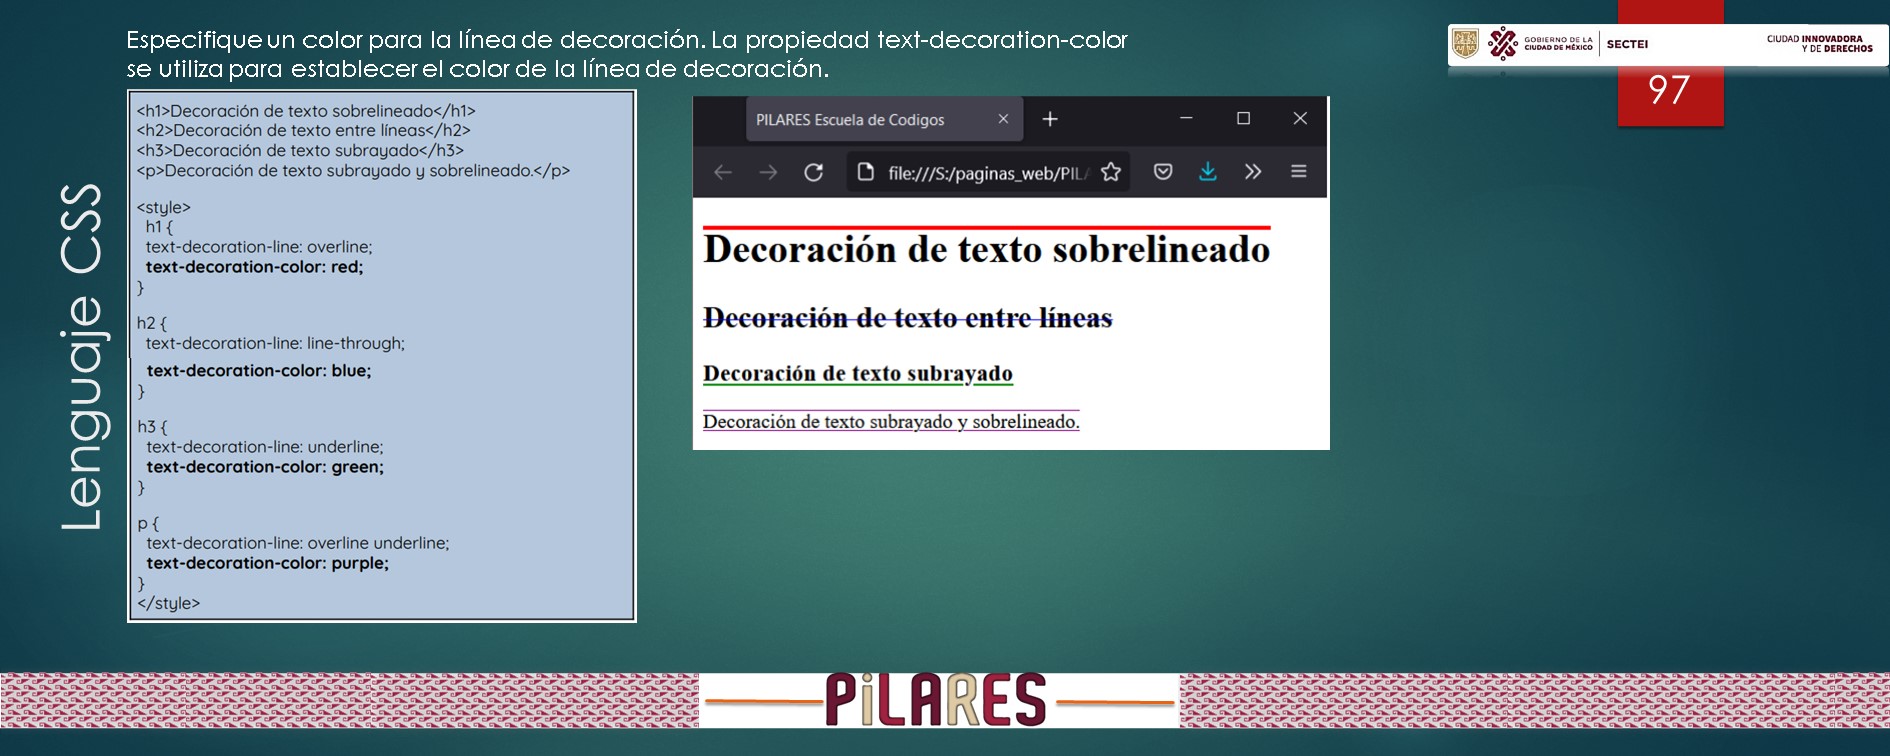 Especifique un color para la línea de decoración. La propiedad text-decoration-color
se utiliza para establecer el color de la línea de decoración.
GOBIERNO DE LA
CIUDAD DE MÉXICO
SECTEI
CIUDAD INNOVADORA
Y DE DERECHOS
97
Lenguaje CSS
<h1>Decoración de texto sobrelineado</h1>
<h2>Decoración de texto entre líneas</h2>
<h3>Decoración de texto subrayado</h3>
<p>Decoración de texto subrayado y sobrelineado.</p>
<style>
h1 {
text-decoration-line: overline;
text-decoration-color: red;
}
h2 {
text-decoration-line: line-through;
text-decoration-color: blue;
}
h3 {
text-decoration-line: underline;
text-decoration-color: green;
}
p {
text-decoration-line: overline underline;
text-decoration-color: purple;
}
</style>
PILARES Escuela de Codigos
file:///S:/paginas_web/PILA
Decoración de texto sobrelineado
Decoración de texto entre líneas
Decoración de texto subrayado
Decoración de texto subrayado y sobrelineado.
PiLARES